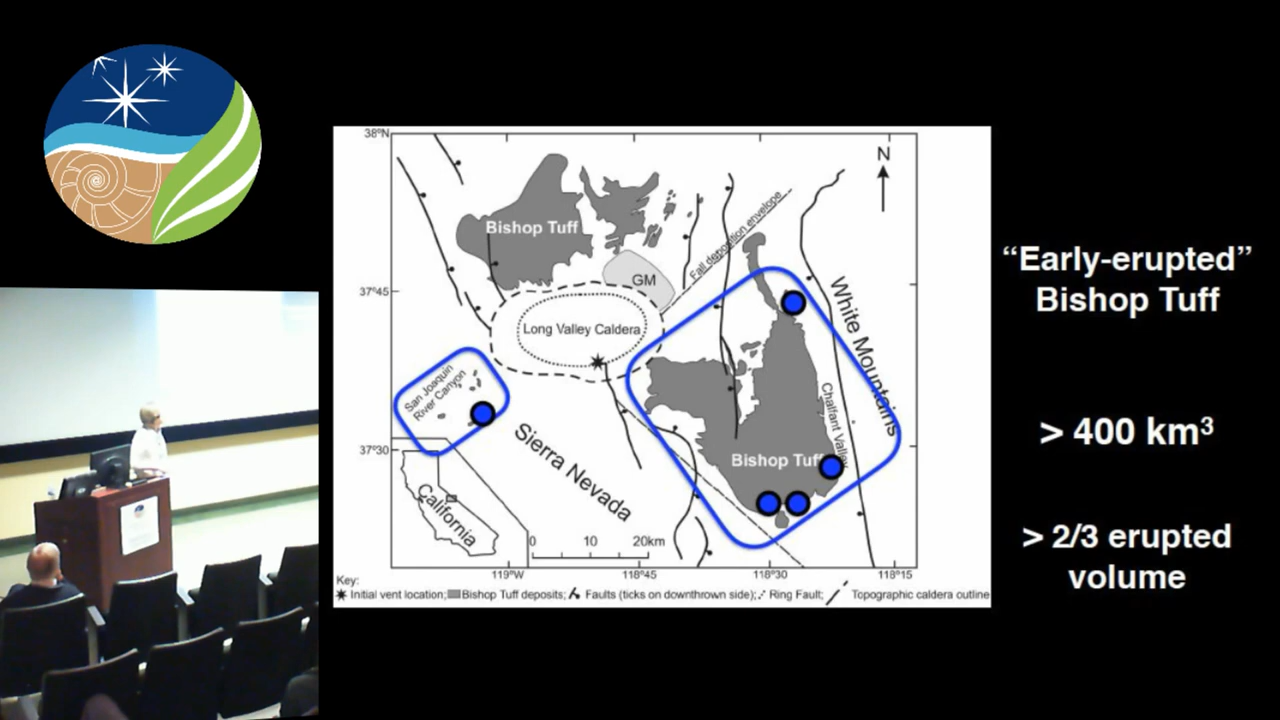 38°N
N
Bishop Tuff
Fall deposition envelope
GM
37°45
Long Valley Caldera
White Mountains
San Joaquin
River Canyon
Chalfant Valley
37°30
Sierra Nevada
Bishop Tuff
California
0 10 20km
119°W 118°45 118°30 118°15
Key:
Initial vent location; Bishop Tuff deposits; Faults (ticks on downthrown side); Ring Fault; Topographic caldera outline
“Early-erupted”
Bishop Tuff
> 400 km³
> 2/3 erupted
volume